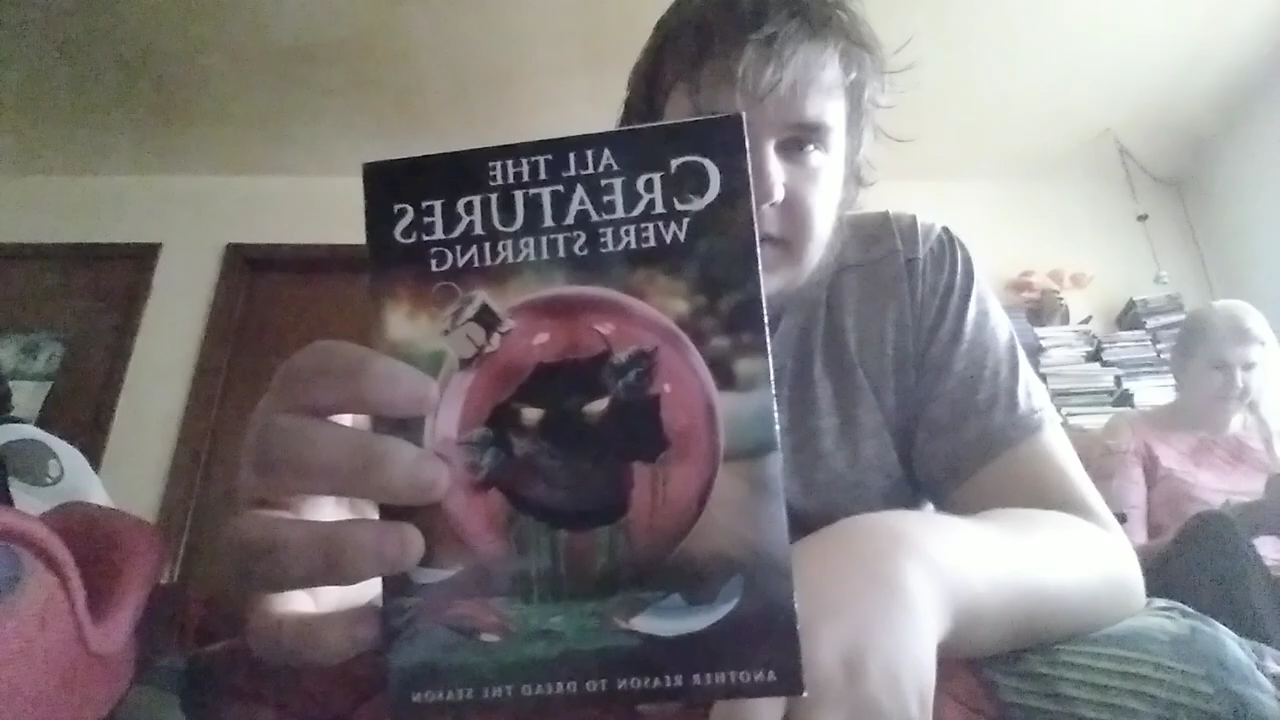 ALL THE
CREATURES
WERE STIRRING
ANOTHER REASON TO DREAD THE SEASON